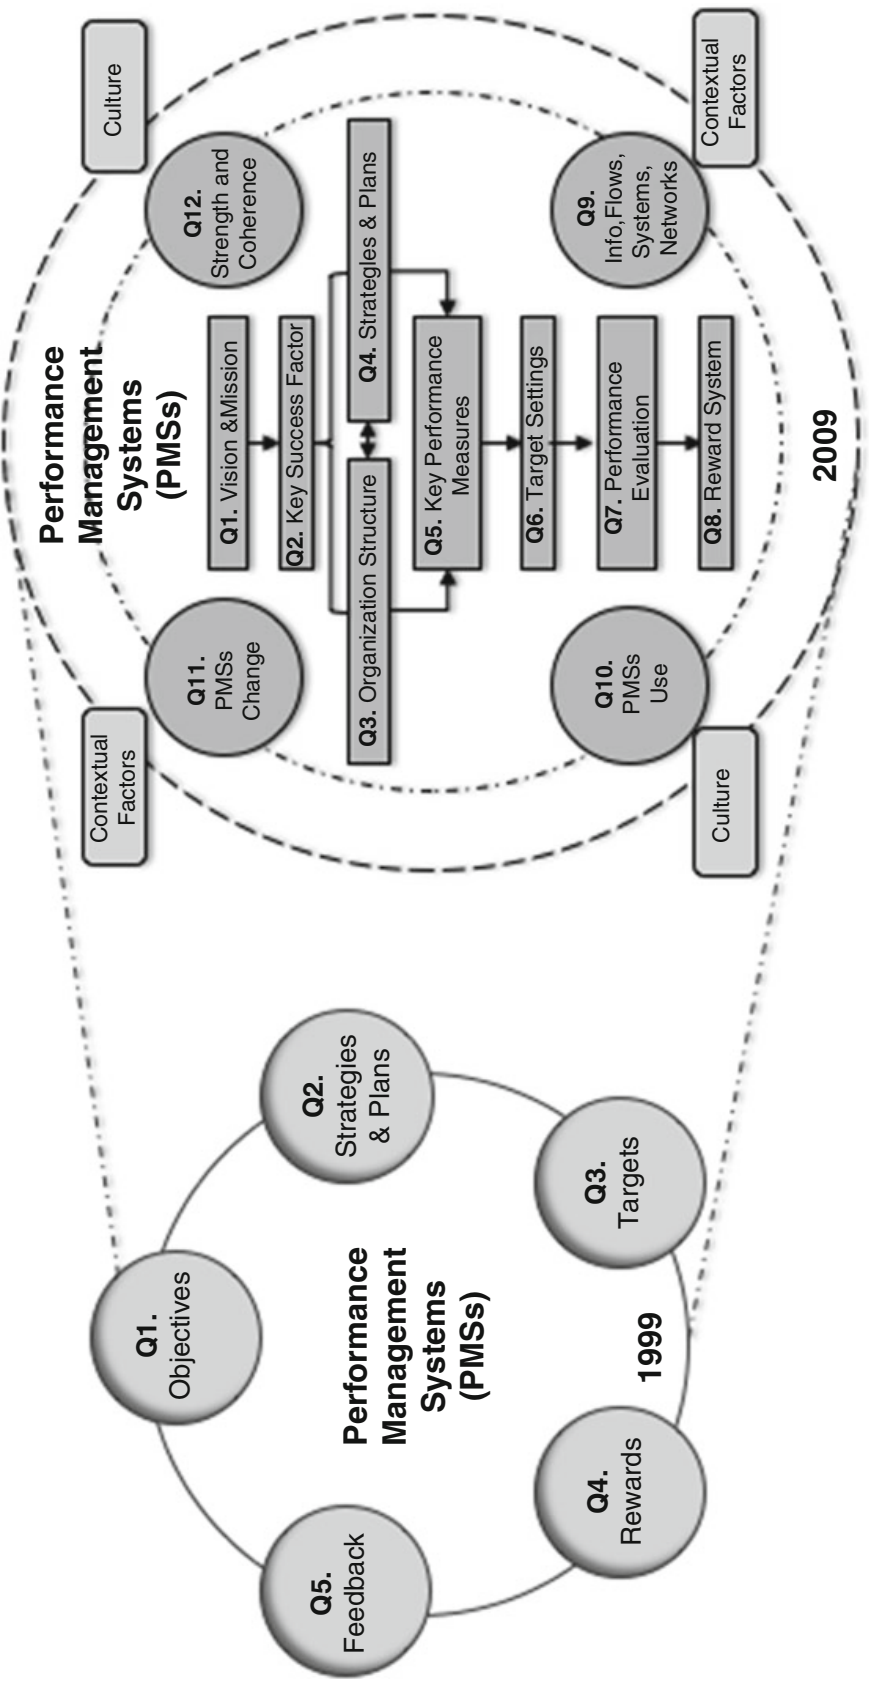 Q1.
Objectives
Q2.
Strategies
& Plans
Q3.
Targets
Q4.
Rewards
Q5.
Feedback
Performance
Management
Systems
(PMSs)
1999
Performance
Management
Systems
(PMSs)
Contextual
Factors
Culture
Q11.
PMSs
Change
Q12.
Strength and
Coherence
Q1. Vision &Mission
Q2. Key Success Factor
Q3. Organization Structure
Q4. Strategles & Plans
Q5. Key Performance
Measures
Q6. Target Settings
Q7. Performance
Evaluation
Q8. Reward System
Q10.
PMSs
Use
Q9.
Info,Flows,
Systems,
Networks
Culture
Contextual
Factors
2009